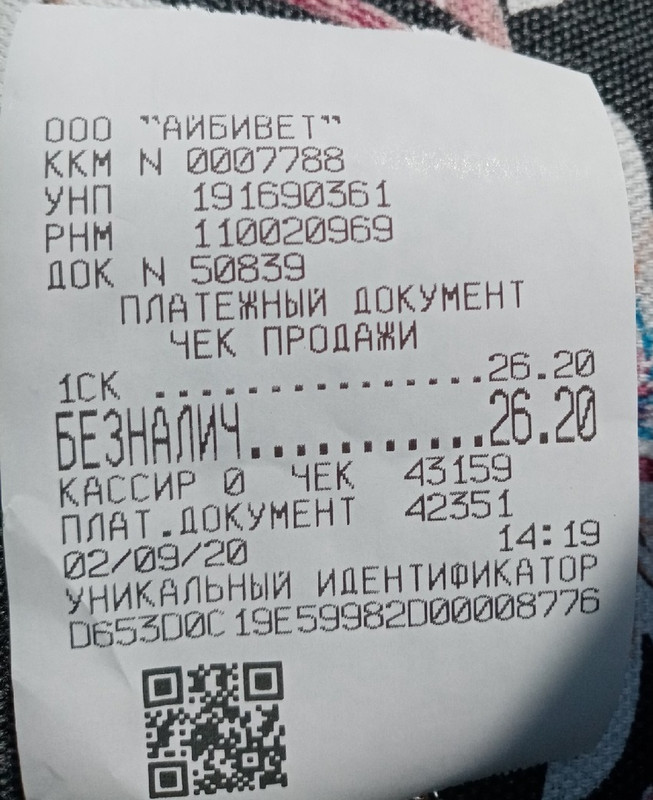 ООО "АЙБИВЕТ"
ККМ N 0007788
УНП 191690361
РНМ 110020969
ДОК N 50839
ПЛАТЕЖНЫЙ ДОКУМЕНТ
ЧЕК ПРОДАЖИ
1СК ...............26.20
БЕЗНАЛИЧ...........26.20
КАССИР 0 ЧЕК 43159
ПЛАТ.ДОКУМЕНТ 42351
02/09/20 14:19
УНИКАЛЬНЫЙ ИДЕНТИФИКАТОР
D653D0C19E59982D00008776